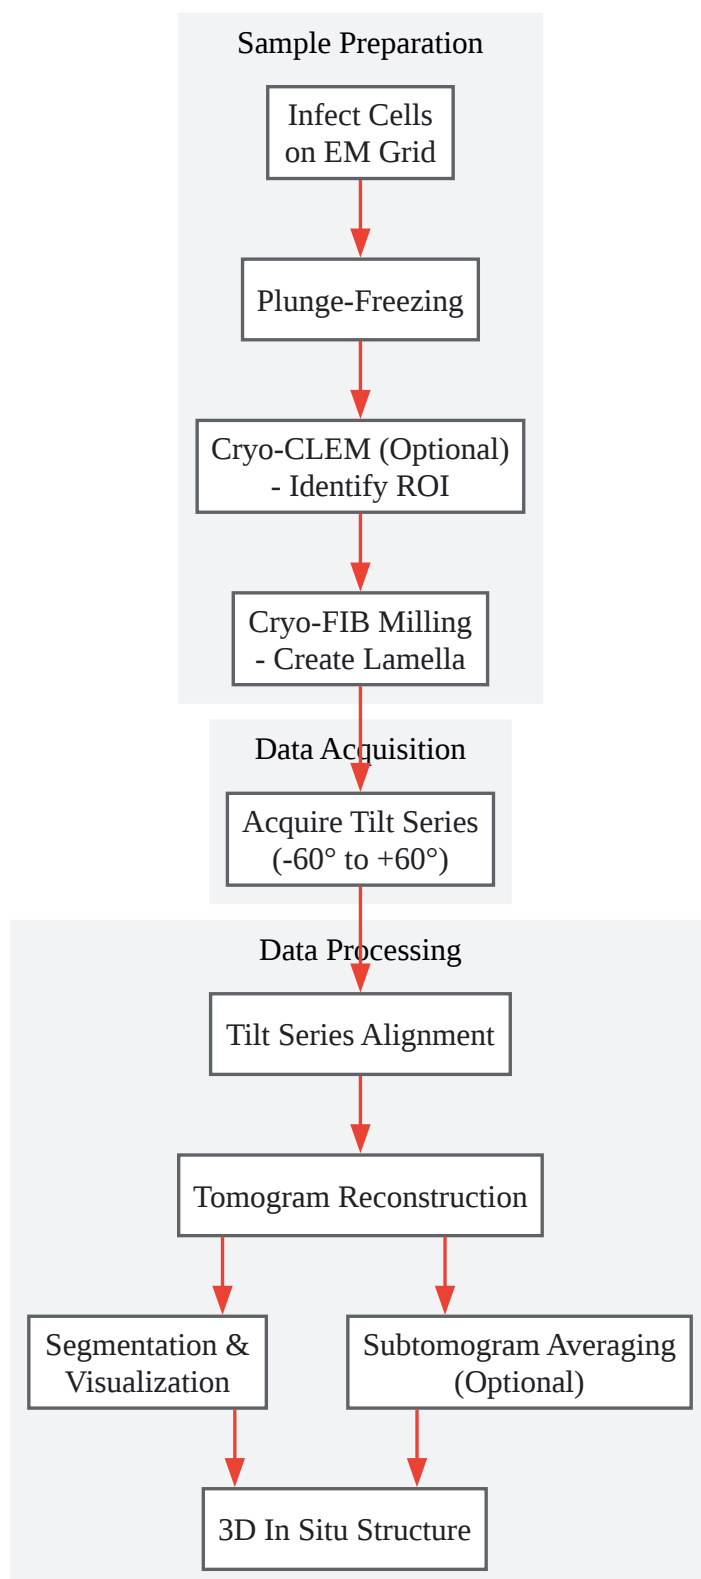 Sample Preparation
Infect Cells
on EM Grid
Plunge-Freezing
Cryo-CLEM (Optional)
- Identify ROI
Cryo-FIB Milling
- Create Lamella
Data Acquisition
Acquire Tilt Series
(-60° to +60°)
Data Processing
Tilt Series Alignment
Tomogram Reconstruction
Segmentation &
Visualization
Subtomogram Averaging
(Optional)
3D In Situ Structure